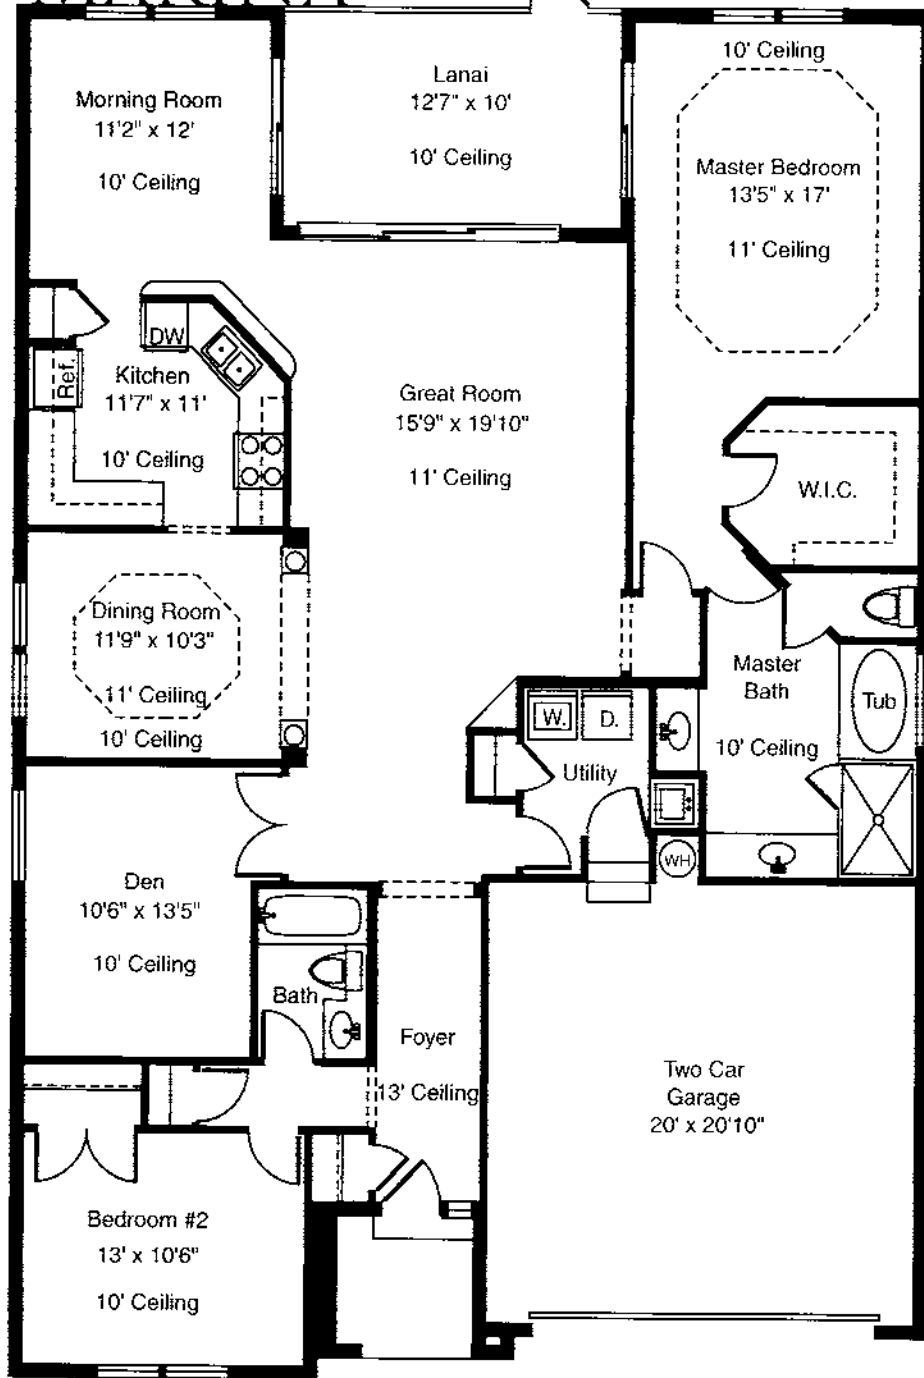 Morning Room
11'2" x 12'
10' Ceiling
Lanai
12'7" x 10'
10' Ceiling
10' Ceiling
Master Bedroom
13'5" x 17'
11' Ceiling
DW
Ref.
Kitchen
11'7" x 11'
10' Ceiling
Great Room
15'9" x 19'10"
11' Ceiling
W.I.C.
Dining Room
11'9" x 10'3"
11' Ceiling
10' Ceiling
Master
Bath
10' Ceiling
Tub
W.
D.
Utility
WH
Den
10'6" x 13'5"
10' Ceiling
Bath
Foyer
13' Ceiling
Two Car
Garage
20' x 20'10"
Bedroom #2
13' x 10'6"
10' Ceiling